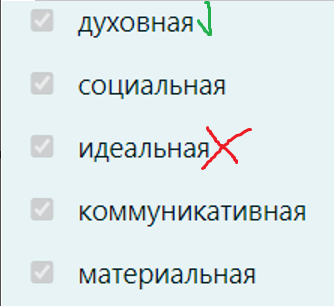 духовная
социальная
идеальная
коммуникативная
материальная